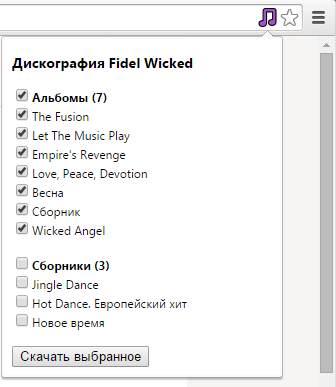 Дискография Fidel Wicked
Альбомы (7)
The Fusion
Let The Music Play
Empire's Revenge
Love, Peace, Devotion
Весна
Сборник
Wicked Angel
Сборники (3)
Jingle Dance
Hot Dance. Европейский хит
Новое время
Скачать выбранное